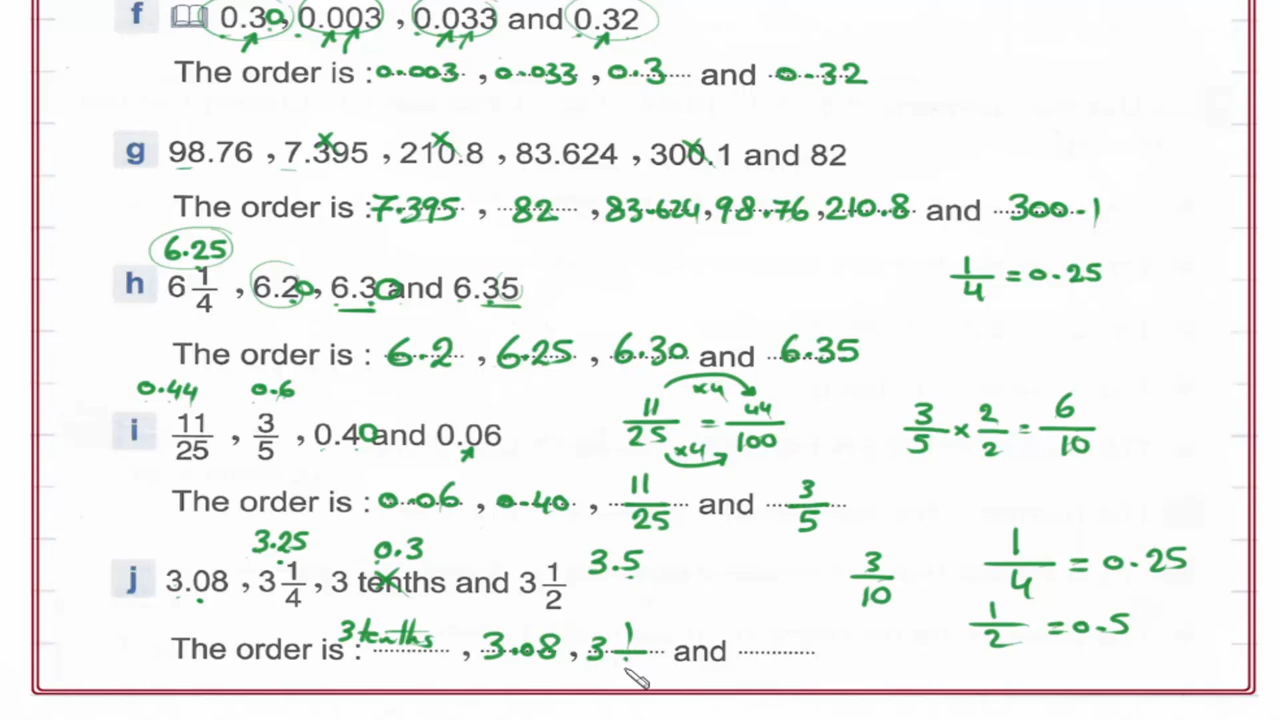 f 0.30, 0.003 , 0.033 and 0.32
The order is : 0.003 , 0.033 , 0.3 and 0.32
g 98.76 , 7.395 , 210.8 , 83.624 , 300.1 and 82
The order is : 7.395 , 82 , 83.624 , 98.76 , 210.8 and 300.1
6.25
h 6 1/4 , 6.20 , 6.30 and 6.35
1/4 = 0.25
The order is : 6.2 , 6.25 , 6.30 and 6.35
0.44 0.6
i 11/25 , 3/5 , 0.40 and 0.06
x4
11/25 = 44/100
x4
3/5 x 2/2 = 6/10
The order is : 0.06 , 0.40 , 11/25 and 3/5
3.25 0.3 3.5
j 3.08 , 3 1/4 , 3 tenths and 3 1/2
3/10
1/4 = 0.25
1/2 = 0.5
The order is : 3 tenths , 3.08 , 3 1/ and